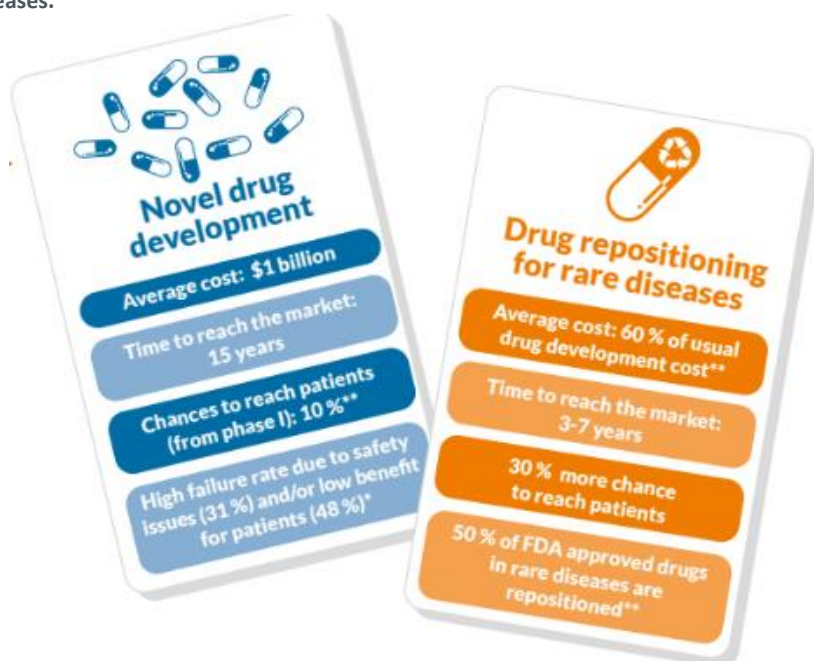 eases.
Novel drug
development
Average cost: $1 billion
Time to reach the market:
15 years
Chances to reach patients
(from phase I): 10 %**
High failure rate due to safety
issues (31 %) and/or low benefit
for patients (48 %)*
Drug repositioning
for rare diseases
Average cost: 60 % of usual
drug development cost**
Time to reach the market:
3-7 years
30 % more chance
to reach patients
50 % of FDA approved drugs
in rare diseases are
repositioned**